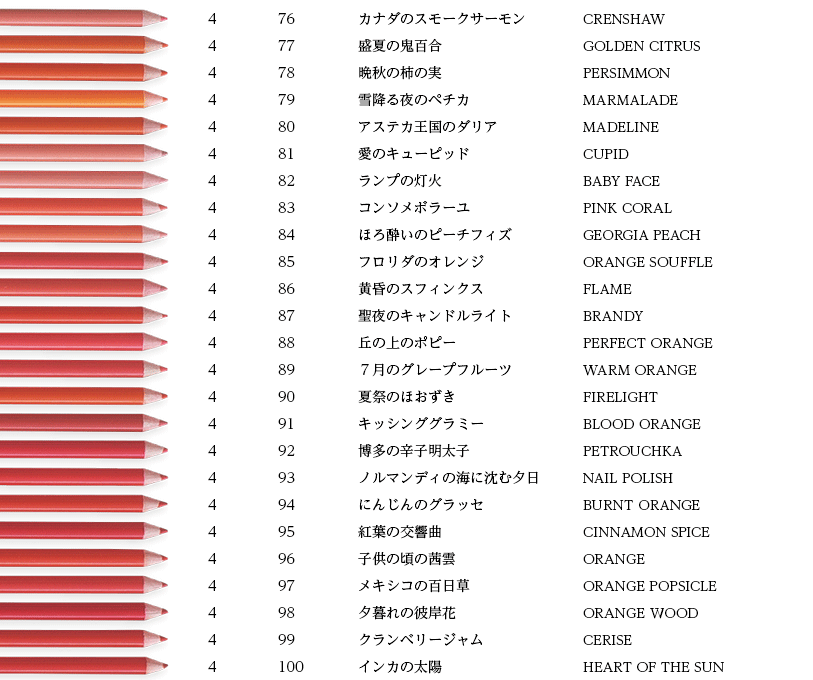 4 76 カナダのスモークサーモン CRENSHAW
4 77 盛夏の鬼百合 GOLDEN CITRUS
4 78 晩秋の柿の実 PERSIMMON
4 79 雪降る夜のペチカ MARMALADE
4 80 アステカ王国のダリア MADELINE
4 81 愛のキューピッド CUPID
4 82 ランプの灯火 BABY FACE
4 83 コンソメボラーユ PINK CORAL
4 84 ほろ酔いのピーチフィズ GEORGIA PEACH
4 85 フロリダのオレンジ ORANGE SOUFFLE
4 86 黄昏のスフィンクス FLAME
4 87 聖夜のキャンドルライト BRANDY
4 88 丘の上のポピー PERFECT ORANGE
4 89 7月のグレープフルーツ WARM ORANGE
4 90 夏祭のほおずき FIRELIGHT
4 91 キッシンググラミー BLOOD ORANGE
4 92 博多の辛子明太子 PETROUCHKA
4 93 ノルマンディの海に沈む夕日 NAIL POLISH
4 94 にんじんのグラッセ BURNT ORANGE
4 95 紅葉の交響曲 CINNAMON SPICE
4 96 子供の頃の茜雲 ORANGE
4 97 メキシコの百日草 ORANGE POPSICLE
4 98 夕暮れの彼岸花 ORANGE WOOD
4 99 クランベリージャム CERISE
4 100 インカの太陽 HEART OF THE SUN